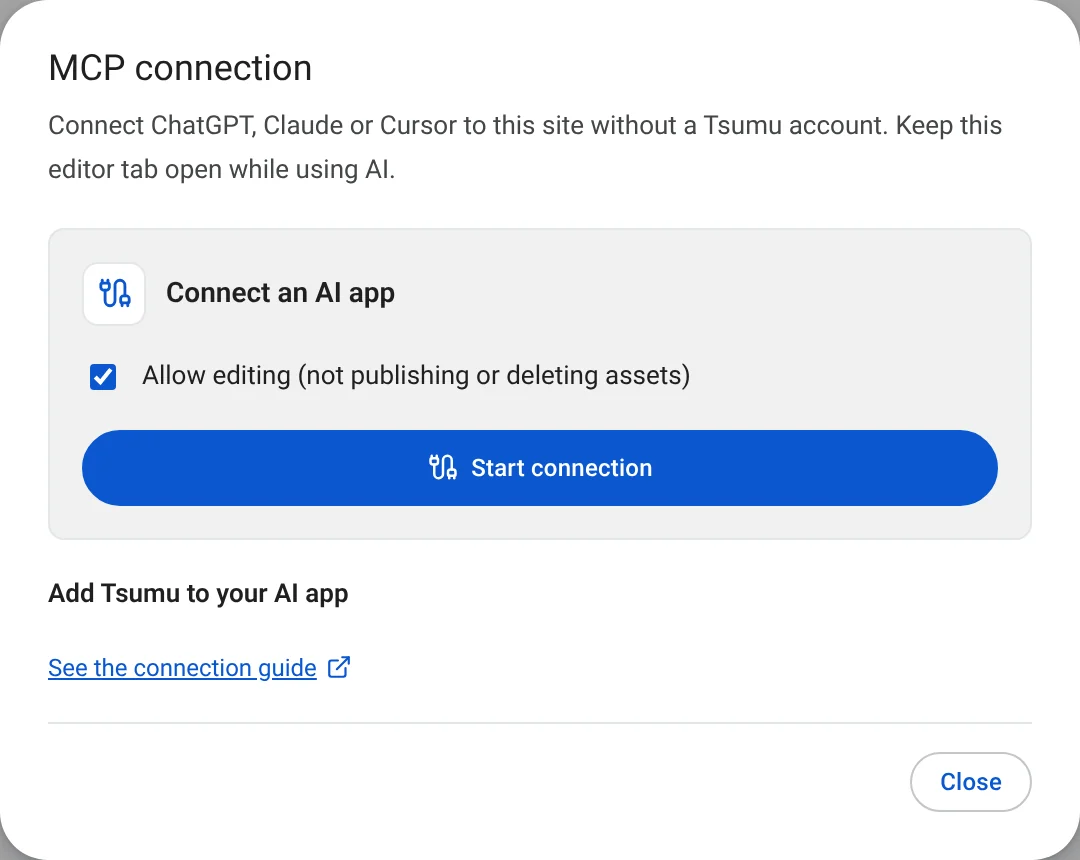 MCP connection
Connect ChatGPT, Claude or Cursor to this site without a Tsumu account. Keep this
editor tab open while using AI.
Connect an AI app
Allow editing (not publishing or deleting assets)
Start connection
Add Tsumu to your AI app
See the connection guide
Close